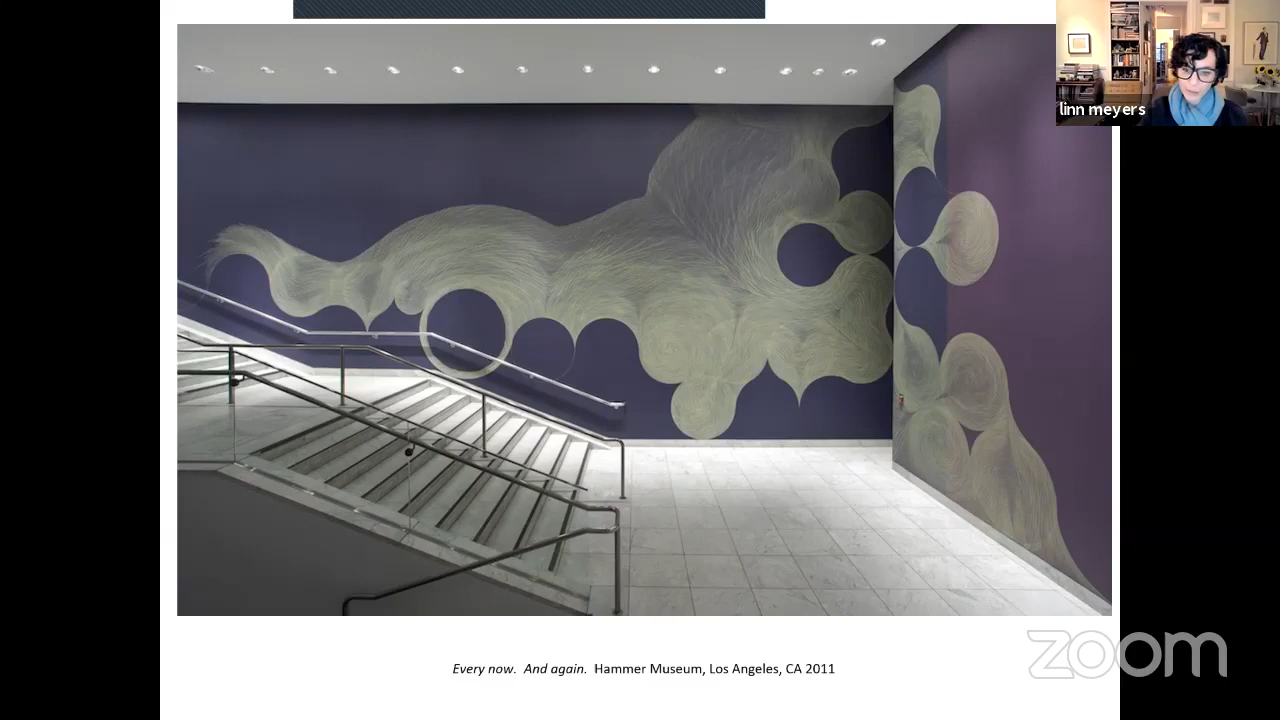 linn meyers
Every now. And again. Hammer Museum, Los Angeles, CA 2011
zoom